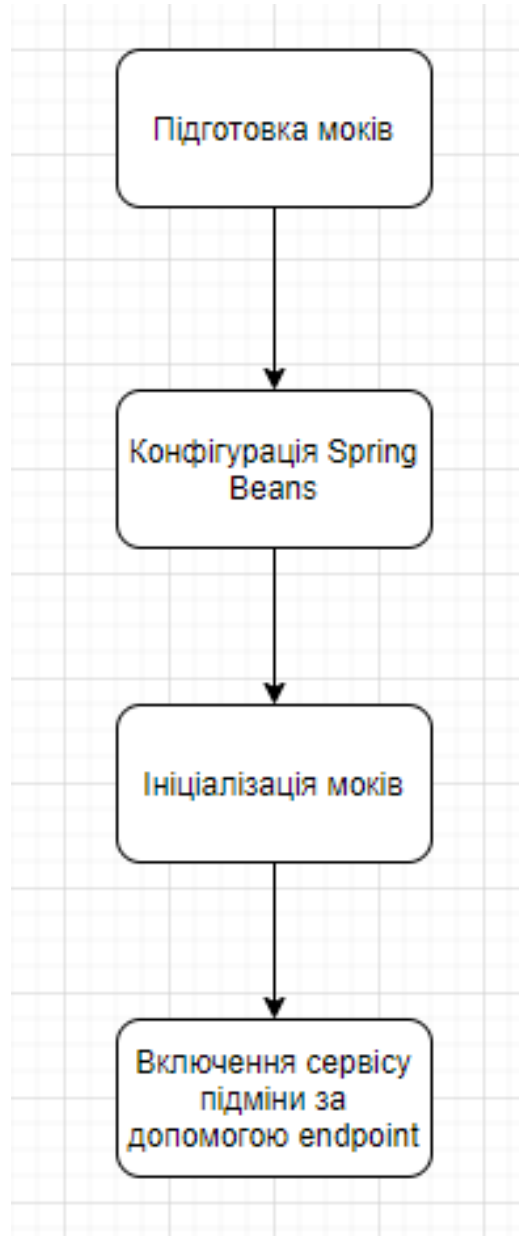 Підготовка моків
Конфігурація Spring
Beans
Ініціалізація моків
Включення сервісу
підміни за
допомогою endpoint